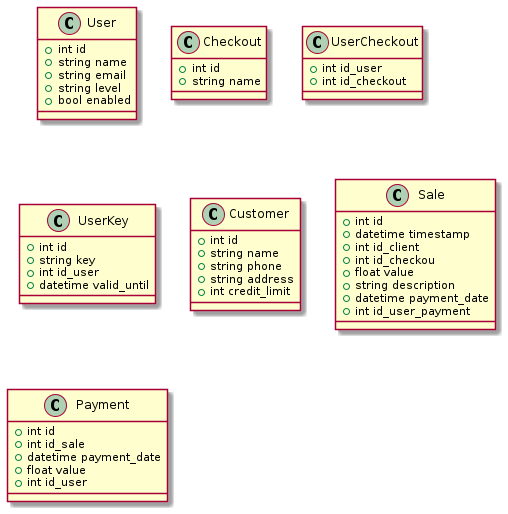 C User
int id
string name
string email
string level
bool enabled
C Checkout
int id
string name
C UserCheckout
int id_user
int id_checkout
C UserKey
int id
string key
int id_user
datetime valid_until
C Customer
int id
string name
string phone
string address
int credit_limit
C Sale
int id
datetime timestamp
int id_client
int id_checkou
float value
string description
datetime payment_date
int id_user_payment
C Payment
int id
int id_sale
datetime payment_date
float value
int id_user